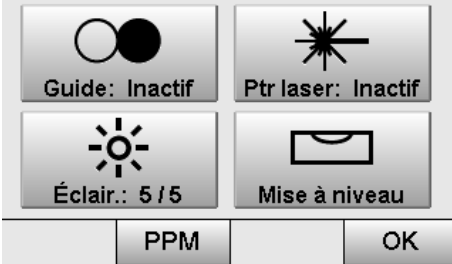 Guide: Inactif
Ptr laser: Inactif
Éclair.: 5 / 5
Mise à niveau
PPM
OK